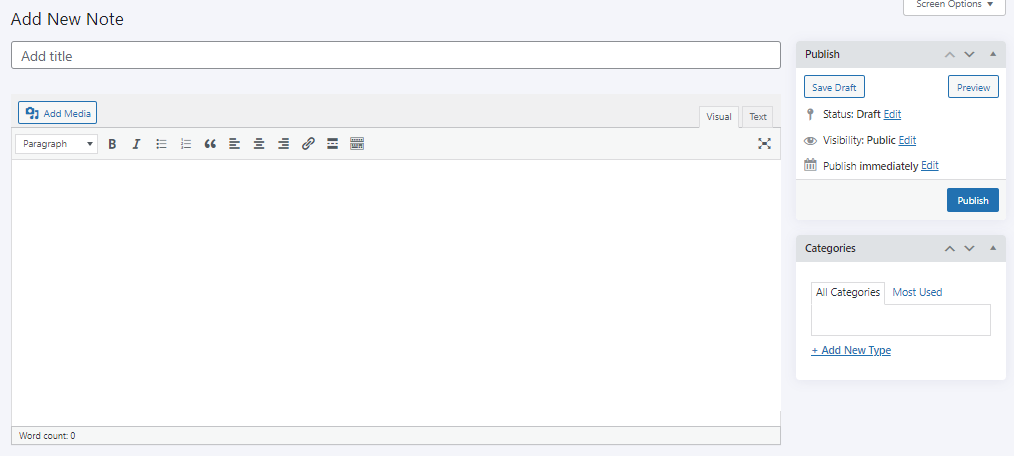 Screen Options
Add New Note
Add title
Add Media
Visual Text
Paragraph B I
Word count: 0
Publish
Save Draft Preview
Status: Draft Edit
Visibility: Public Edit
Publish immediately Edit
Publish
Categories
All Categories Most Used
+ Add New Type